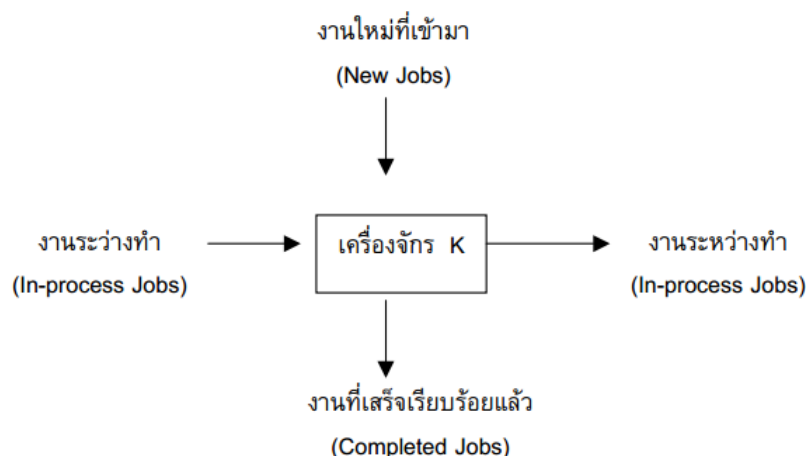 งานใหม่ที่เข้ามา
(New Jobs)
งานระว่างทำ
(In-process Jobs)
เครื่องจักร K
งานระหว่างทำ
(In-process Jobs)
งานที่เสร็จเรียบร้อยแล้ว
(Completed Jobs)